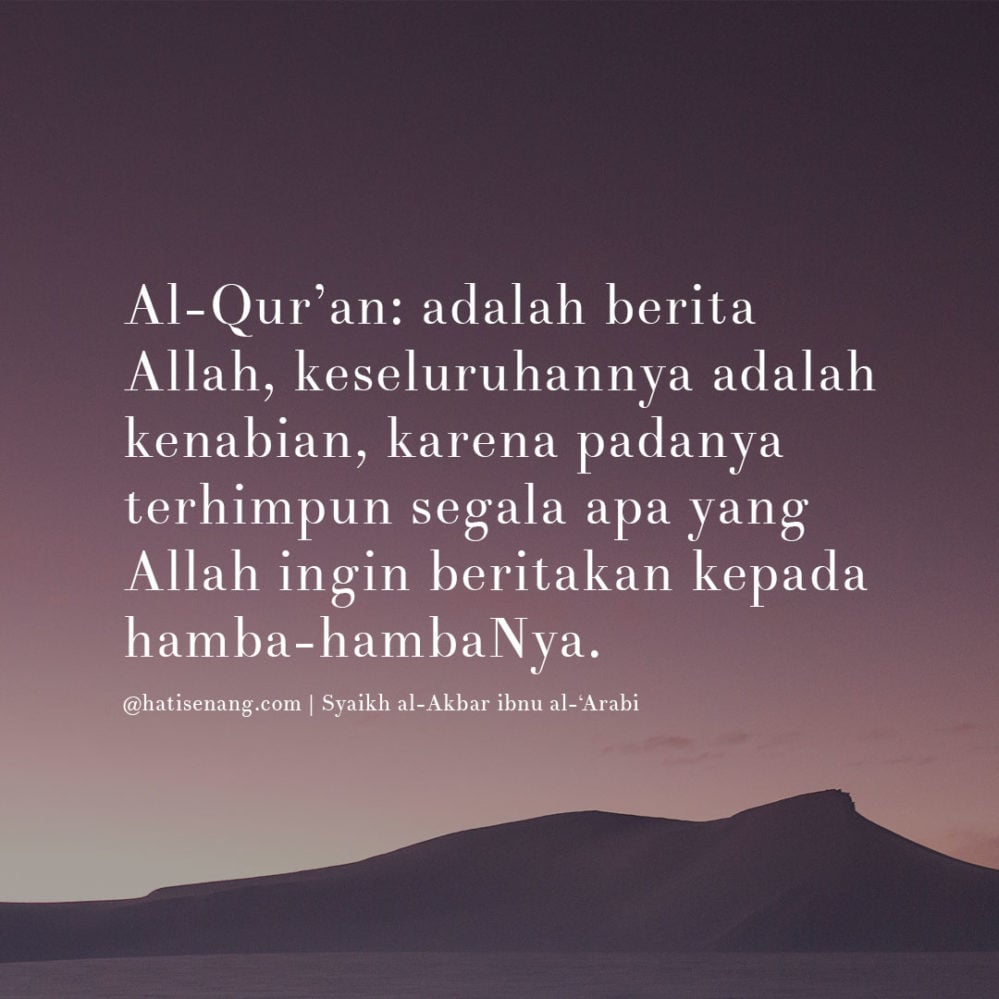 Al-Qur’an: adalah berita
Allah, keseluruhannya adalah
kenabian, karena padanya
terhimpun segala apa yang
Allah ingin beritakan kepada
hamba-hambaNya.
@hatisenang.com | Syaikh al-Akbar ibnu al-‘Arabi